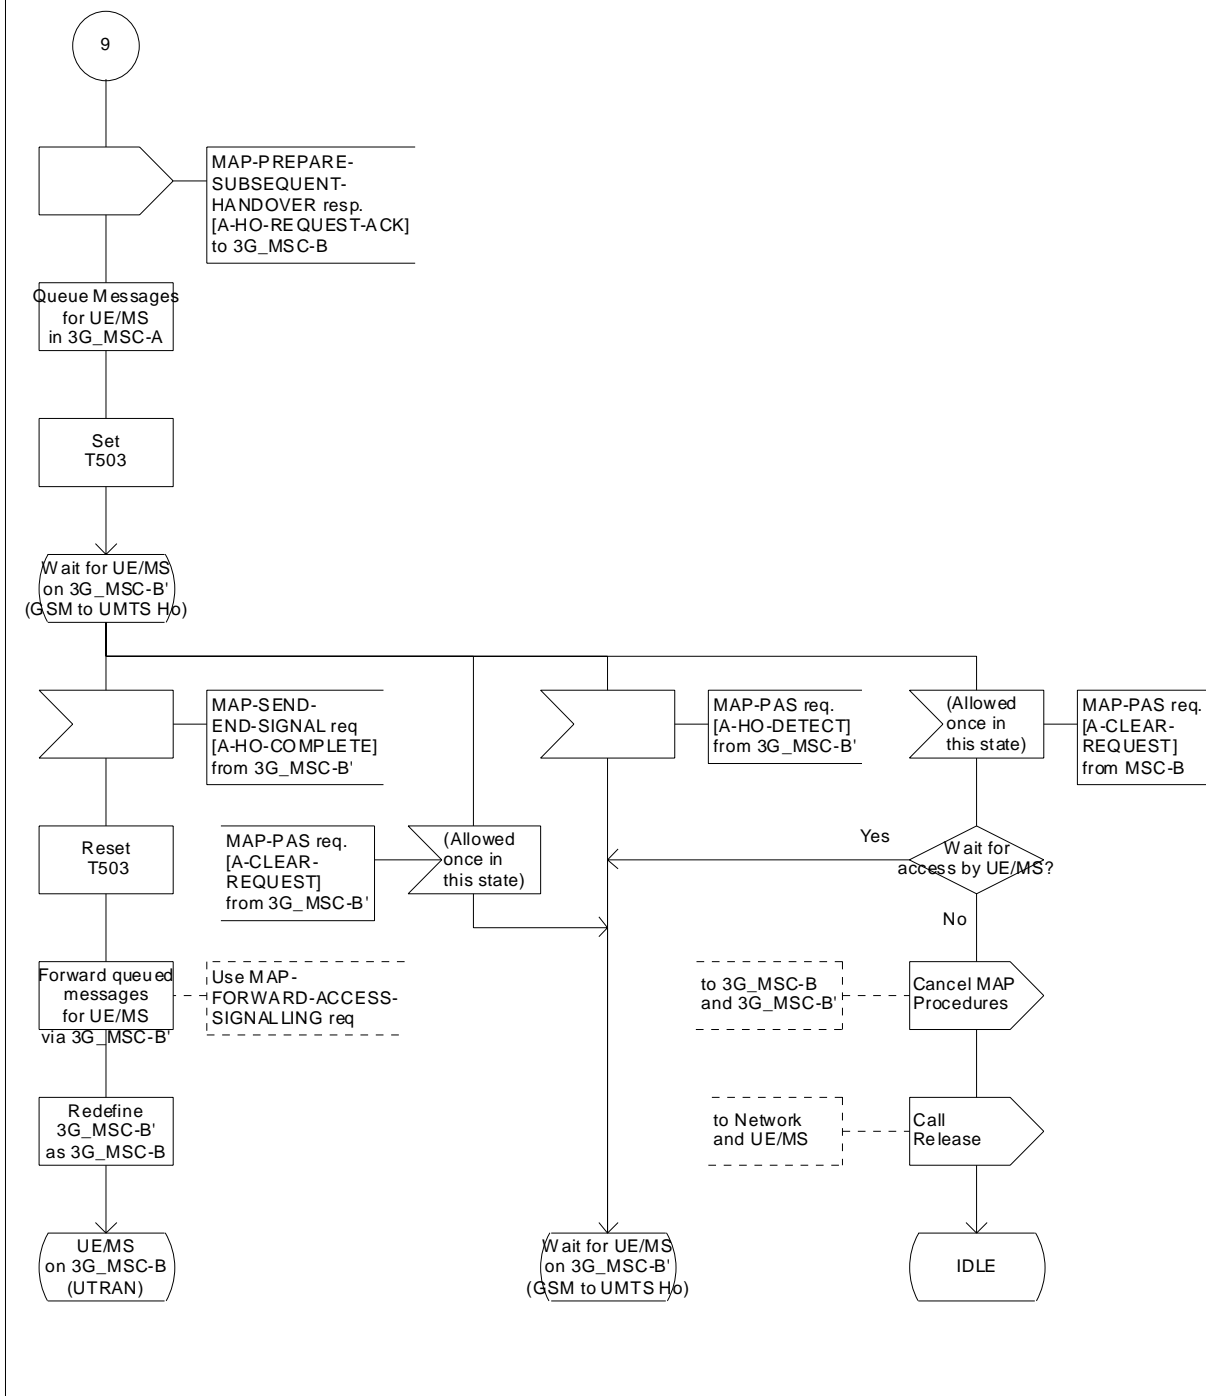 9
MAP-PREPARE-
SUBSEQUENT-
HANDOVER resp.
[A-HO-REQUEST-ACK]
to 3G_MSC-B
Queue Messages
for UE/MS
in 3G_MSC-A
Set
T503
Wait for UE/MS
on 3G_MSC-B'
(GSM to UMTS Ho)
MAP-SEND-
END-SIGNAL req
[A-HO-COMPLETE]
from 3G_MSC-B'
MAP-PAS req.
[A-HO-DETECT]
from 3G_MSC-B'
(Allowed
once in
this state)
MAP-PAS req.
[A-CLEAR-
REQUEST]
from MSC-B
Reset
T503
MAP-PAS req.
[A-CLEAR-
REQUEST]
from 3G_MSC-B'
(Allowed
once in
this state)
Yes
Wait for
access by UE/MS?
No
Forward queued
messages
for UE/MS
via 3G_MSC-B'
Use MAP-
FORWARD-ACCESS-
SIGNALLING req
to 3G_MSC-B
and 3G_MSC-B'
Cancel MAP
Procedures
Redefine
3G_MSC-B'
as 3G_MSC-B
to Network
and UE/MS
Call
Release
UE/MS
on 3G_MSC-B
(UTRAN)
Wait for UE/MS
on 3G_MSC-B'
(GSM to UMTS Ho)
IDLE